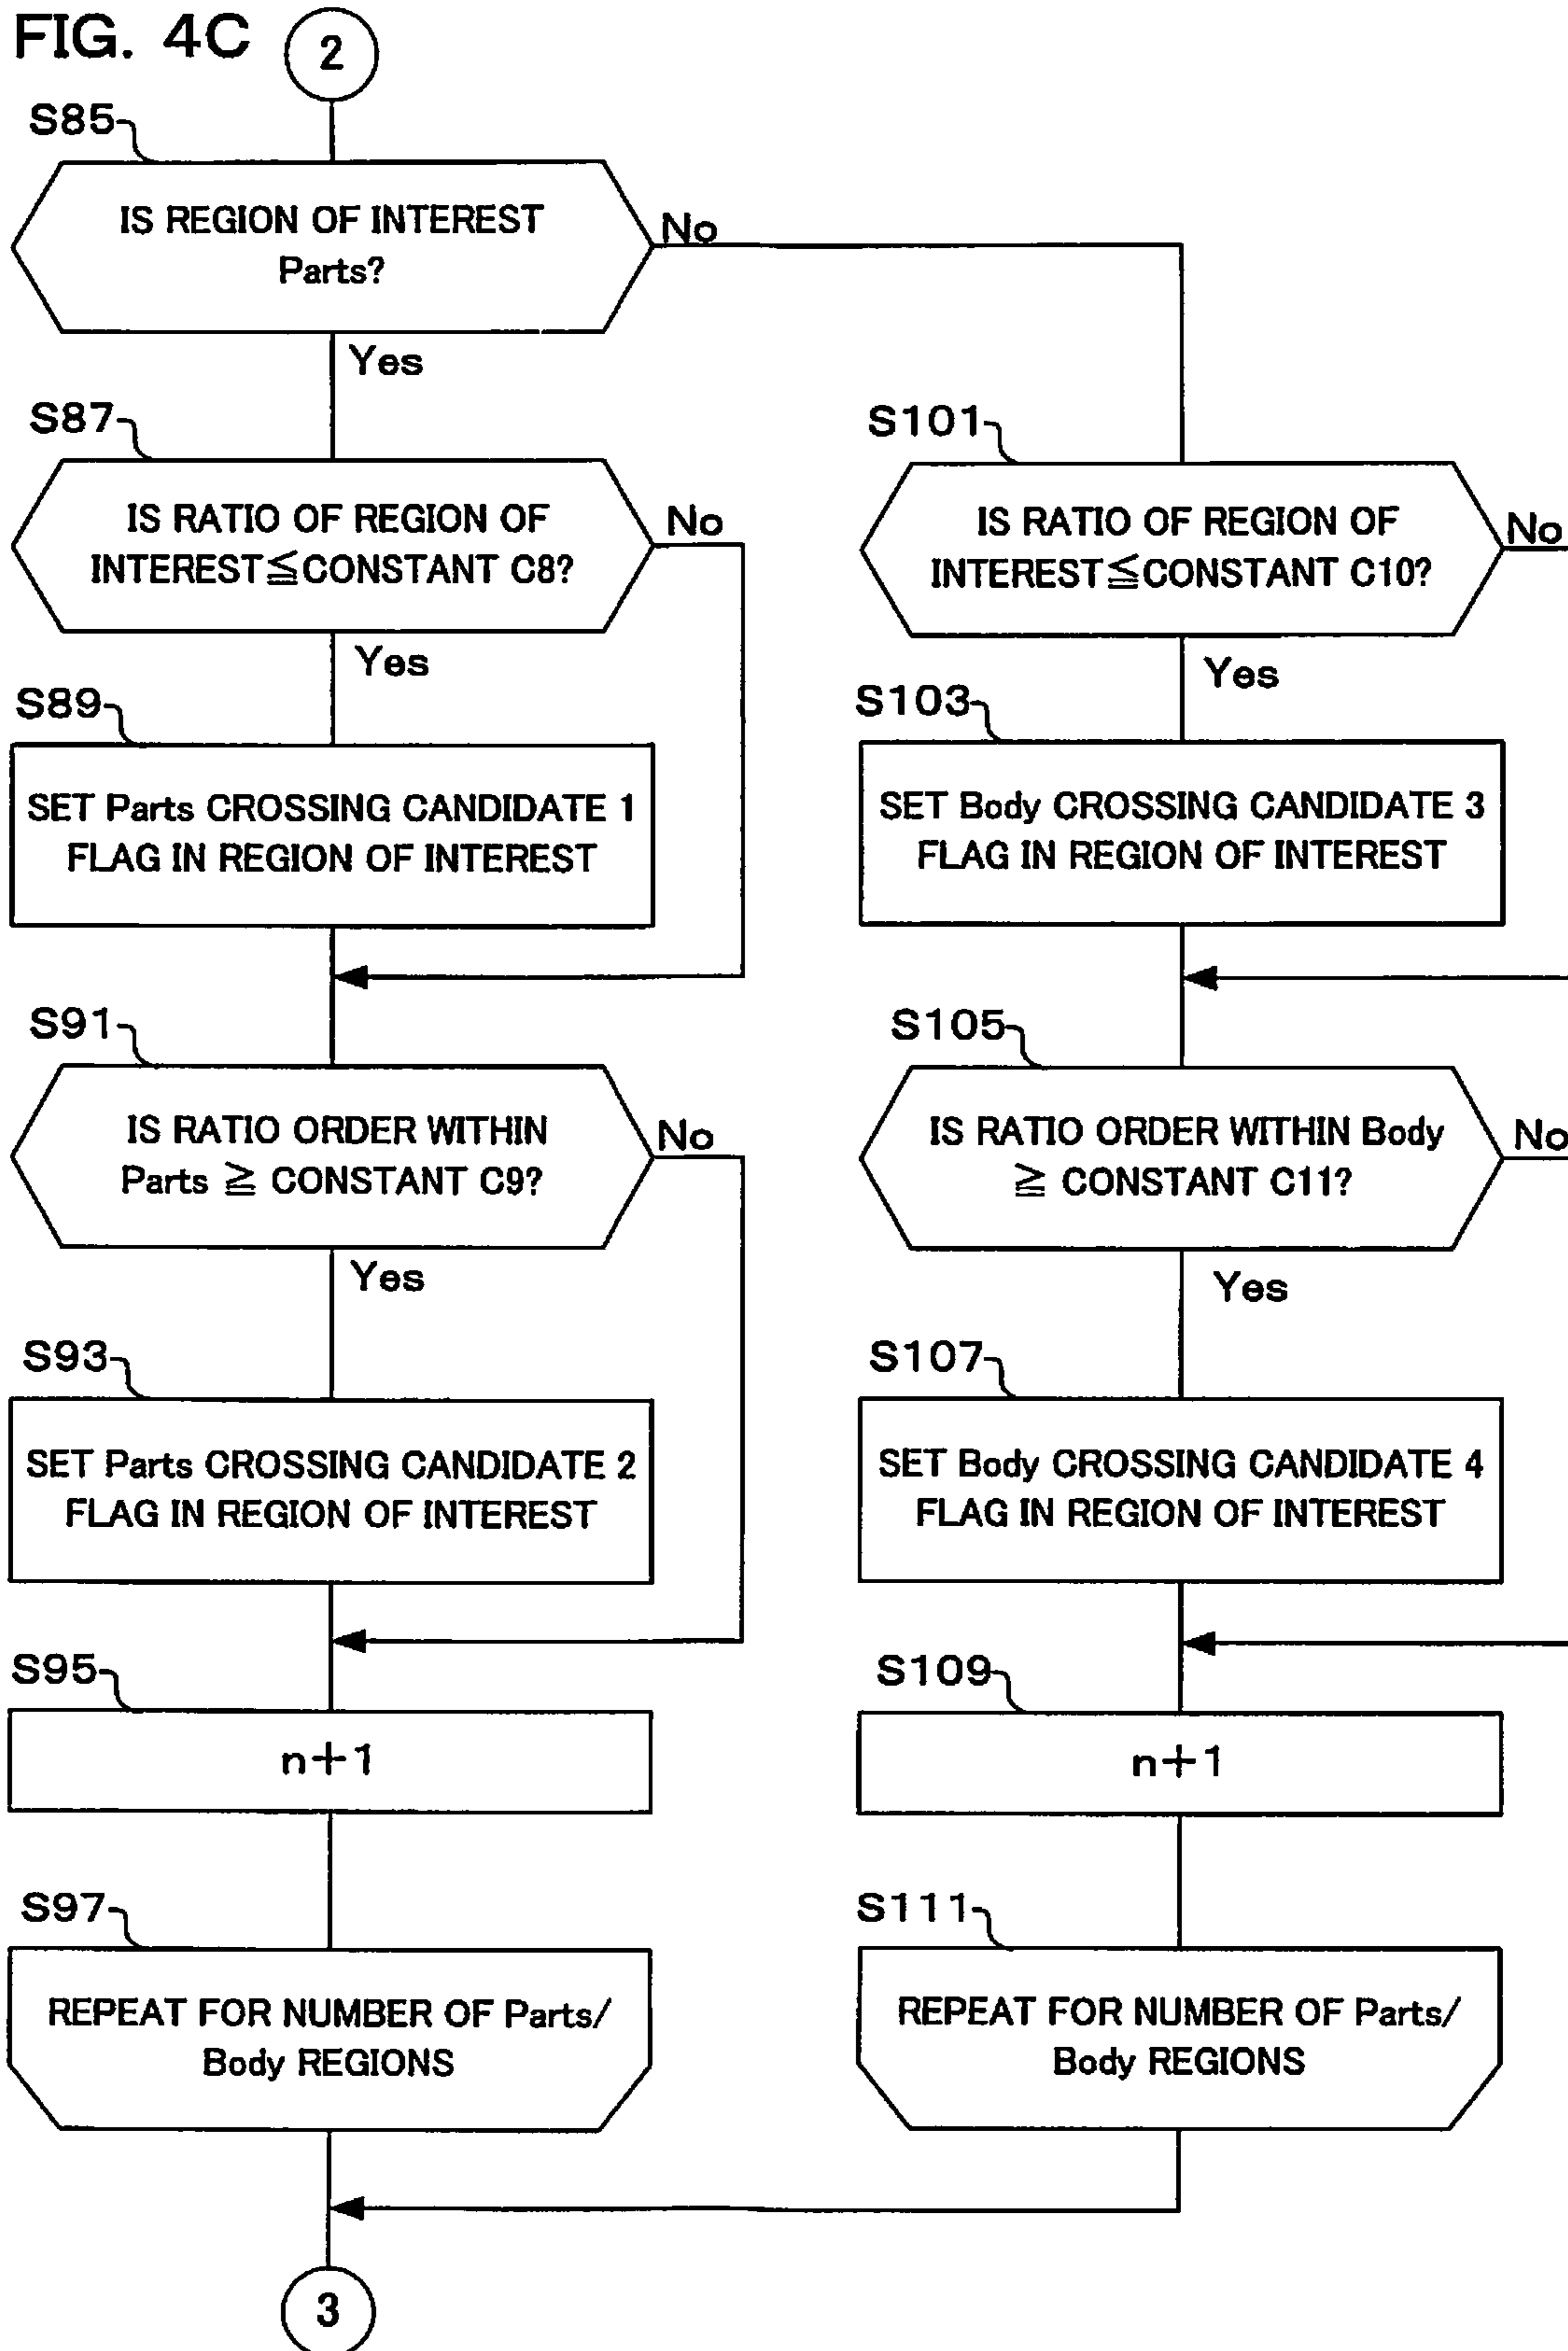 FIG. 4C
2
S85
IS REGION OF INTEREST
Parts?
No
Yes
S87
IS RATIO OF REGION OF
INTEREST≦CONSTANT C8?
No
Yes
S89
SET Parts CROSSING CANDIDATE 1
FLAG IN REGION OF INTEREST
S91
IS RATIO ORDER WITHIN
Parts ≧ CONSTANT C9?
No
Yes
S93
SET Parts CROSSING CANDIDATE 2
FLAG IN REGION OF INTEREST
S95
n+1
S97
REPEAT FOR NUMBER OF Parts/
Body REGIONS
S101
IS RATIO OF REGION OF
INTEREST≦CONSTANT C10?
No
Yes
S103
SET Body CROSSING CANDIDATE 3
FLAG IN REGION OF INTEREST
S105
IS RATIO ORDER WITHIN Body
≧ CONSTANT C11?
No
Yes
S107
SET Body CROSSING CANDIDATE 4
FLAG IN REGION OF INTEREST
S109
n+1
S111
REPEAT FOR NUMBER OF Parts/
Body REGIONS
3